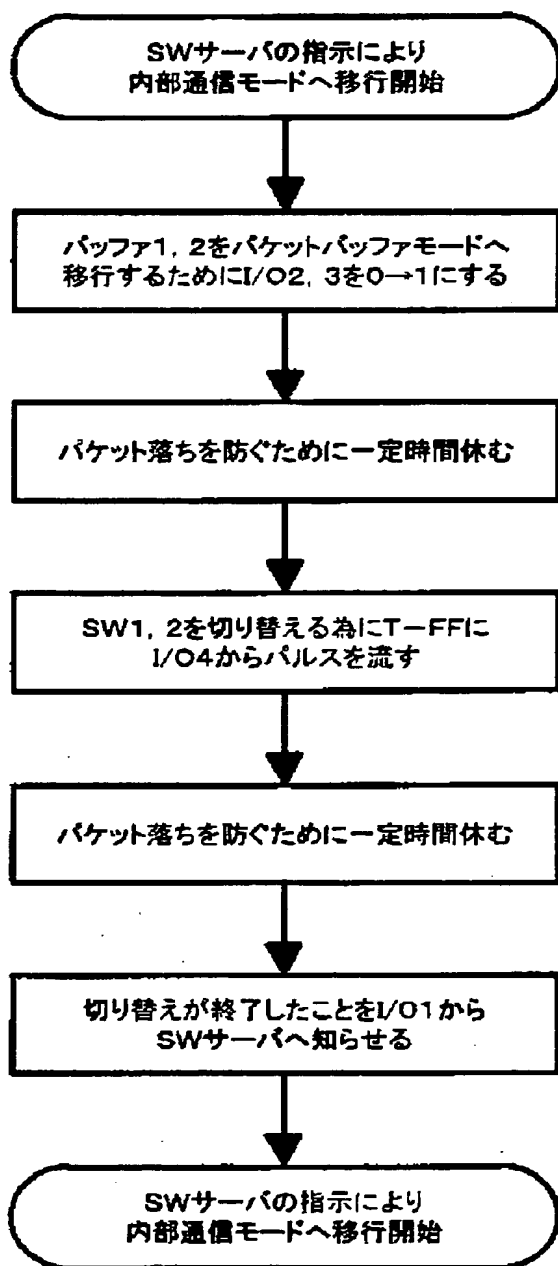 SWサーバの指示により
内部通信モードへ移行開始
バッファ1, 2をパケットバッファモードへ
移行するためにI/O2, 3を0→1にする
パケット落ちを防ぐために一定時間休む
SW1, 2を切り替える為にT－FFに
I/O4からパルスを流す
パケット落ちを防ぐために一定時間休む
切り替えが終了したことをI/O1から
SWサーバへ知らせる
SWサーバの指示により
内部通信モードへ移行開始